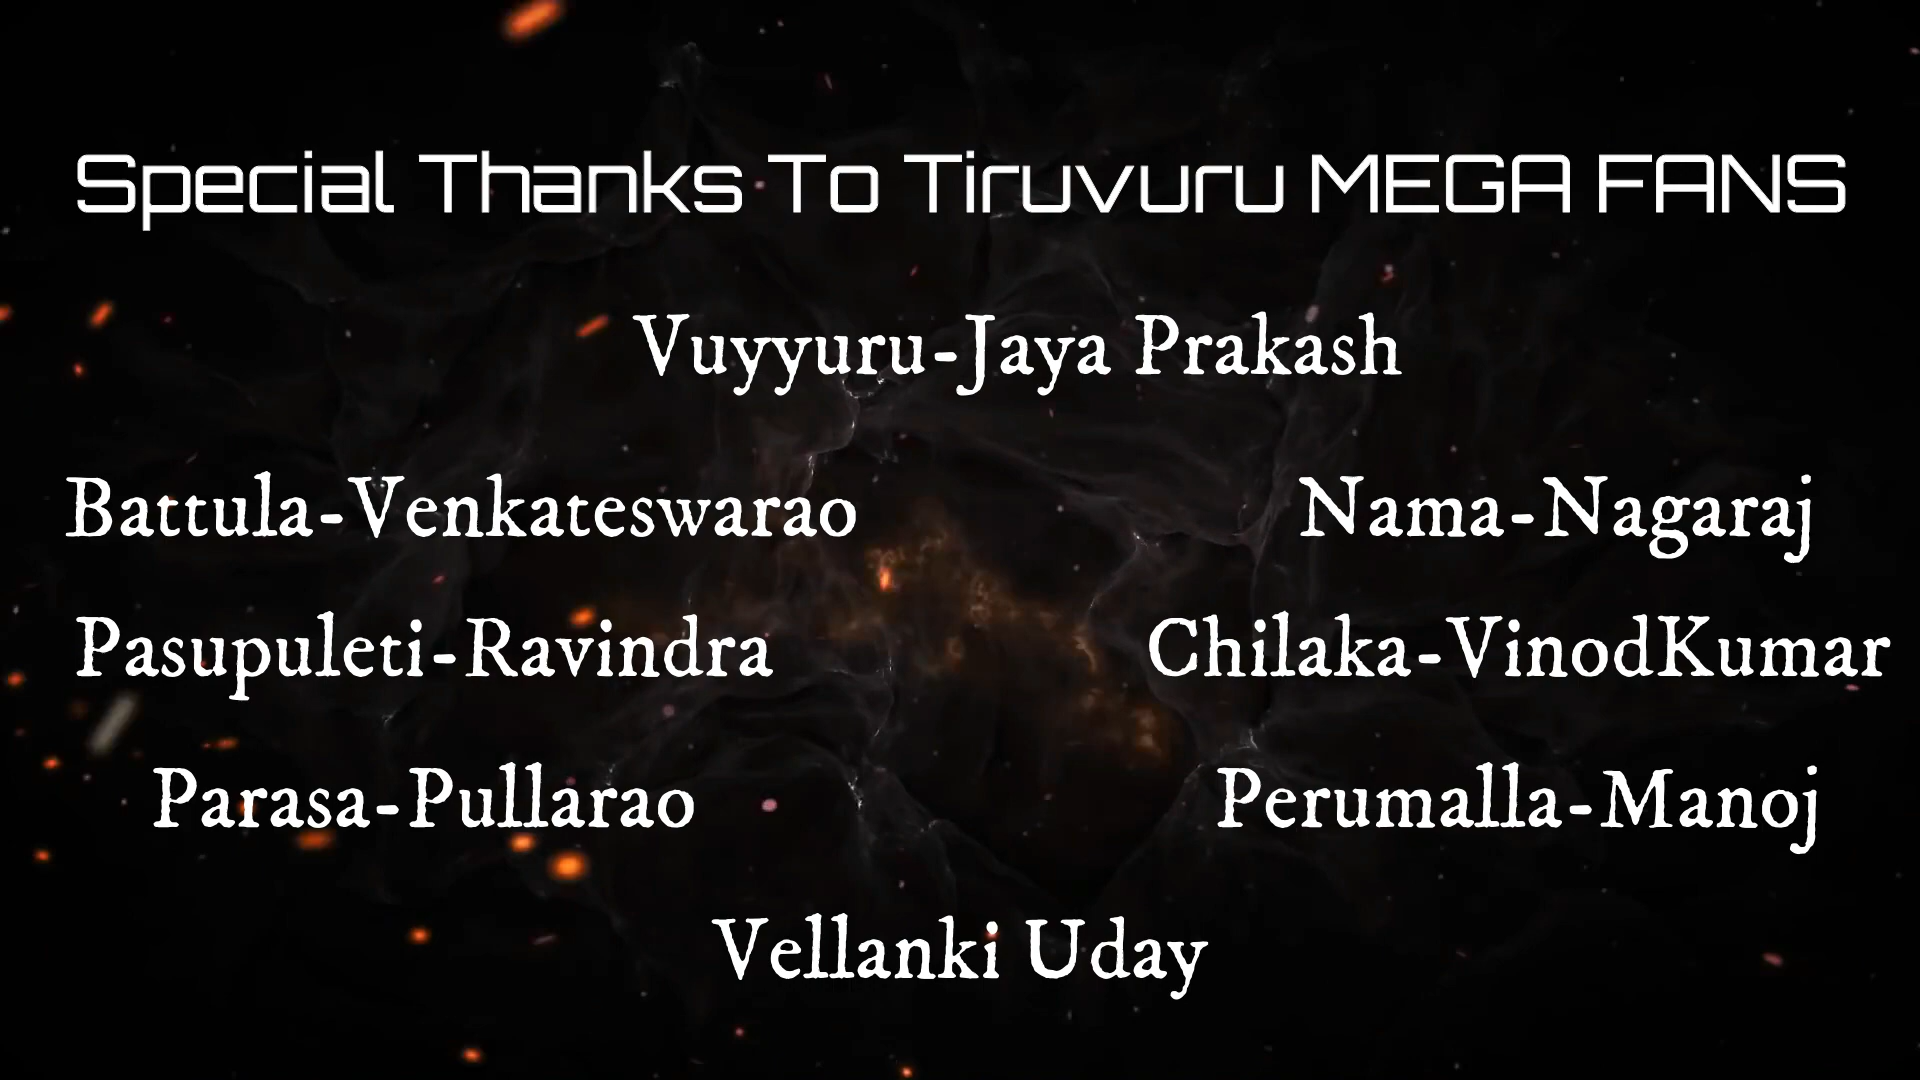 Special Thanks To Tiruvuru MEGA FANS
Vuyyuru-Jaya Prakash
Battula-Venkateswarao Nama-Nagaraj
Pasupuleti-Ravindra Chilaka-VinodKumar
Parasa-Pullarao Perumalla-Manoj
Vellanki Uday